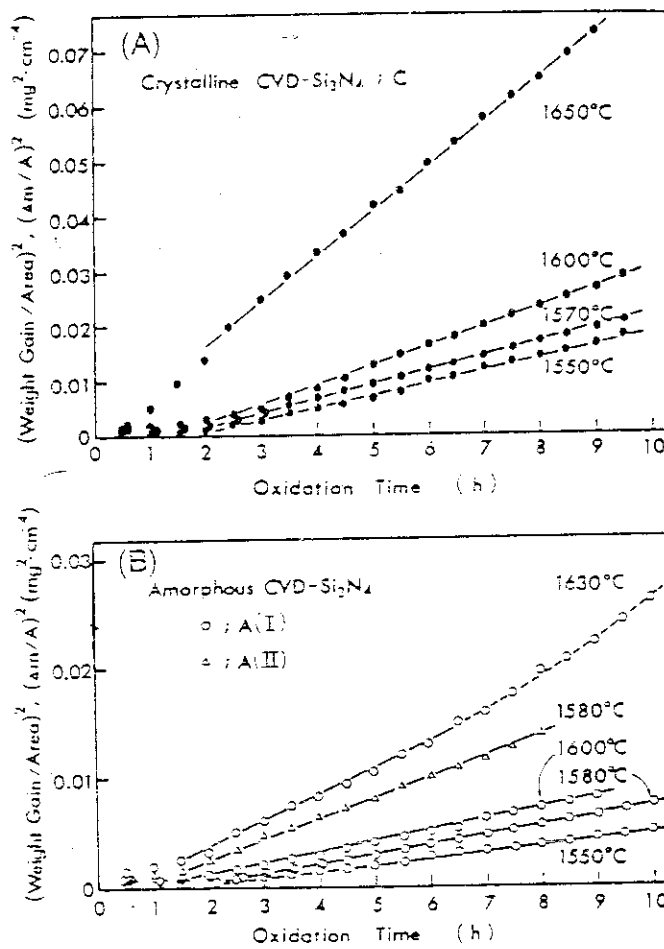 (A)
Crystalline CVD-Si₃N₄ ; C
(Weight Gain/Area)², (Δm/A)² (mg²·cm⁻⁴)
0.07
0.06
0.05
0.04
0.03
0.02
0.01
0
1650°C
1600°C
1570°C
1550°C
0 1 2 3 4 5 6 7 8 9 10
Oxidation Time (h)
(B)
Amorphous CVD-Si₃N₄
○ ; A(I)
△ ; A(II)
(Weight Gain/Area)², (Δm/A)² (mg²·cm⁻⁴)
0.03
0.02
0.01
0
1630°C
1580°C
1600°C
1580°C
1550°C
0 1 2 3 4 5 6 7 8 9 10
Oxidation Time (h)